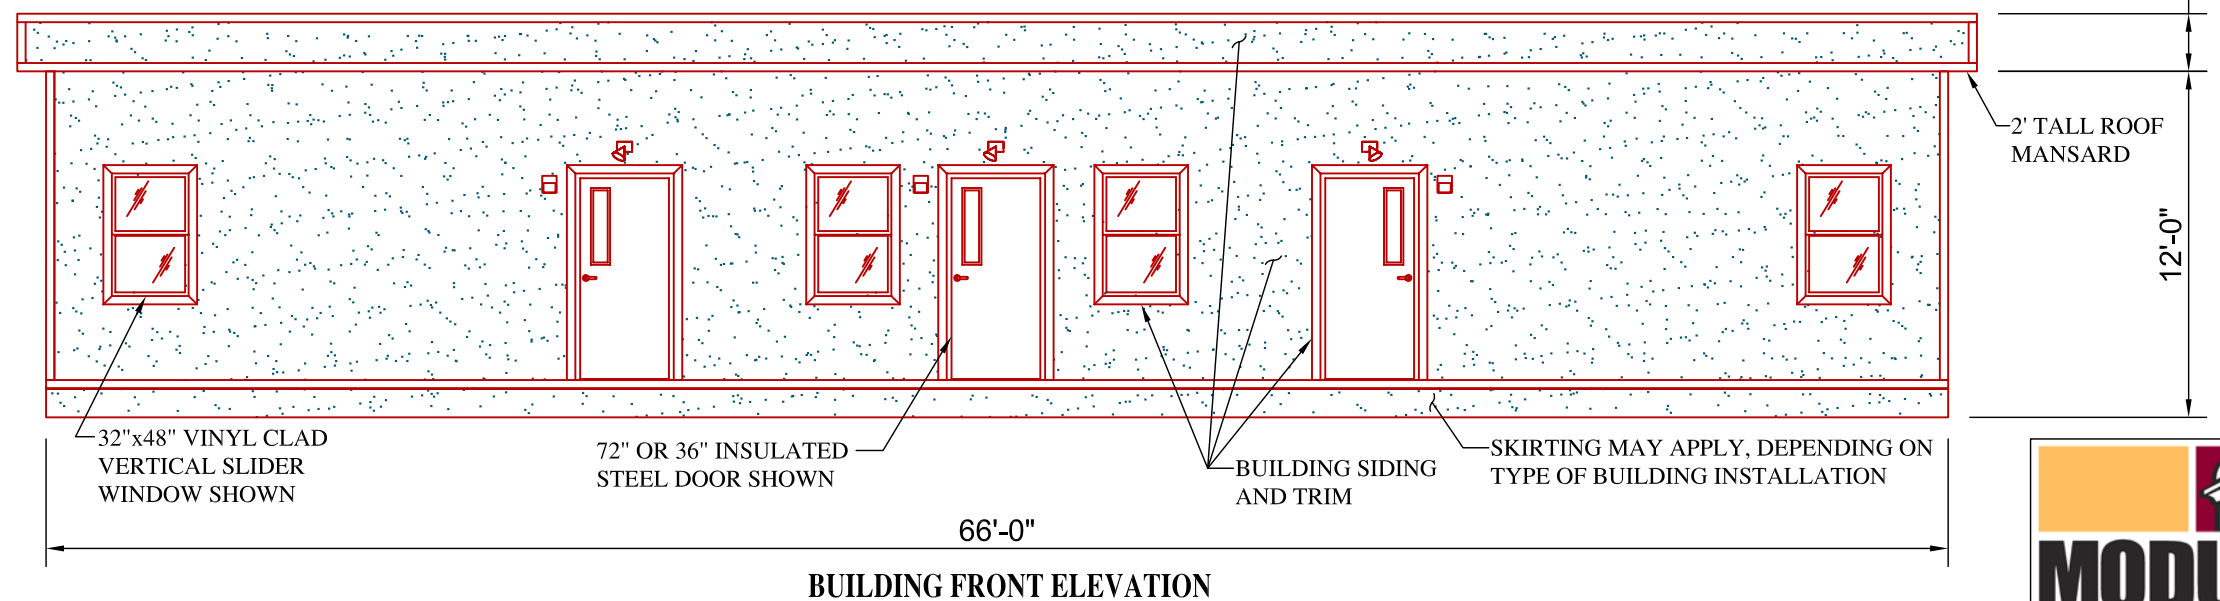 2' TALL ROOF
MANSARD
12'-0"
32"x48" VINYL CLAD
VERTICAL SLIDER
WINDOW SHOWN
72" OR 36" INSULATED
STEEL DOOR SHOWN
BUILDING SIDING
AND TRIM
SKIRTING MAY APPLY, DEPENDING ON
TYPE OF BUILDING INSTALLATION
66'-0"
BUILDING FRONT ELEVATION